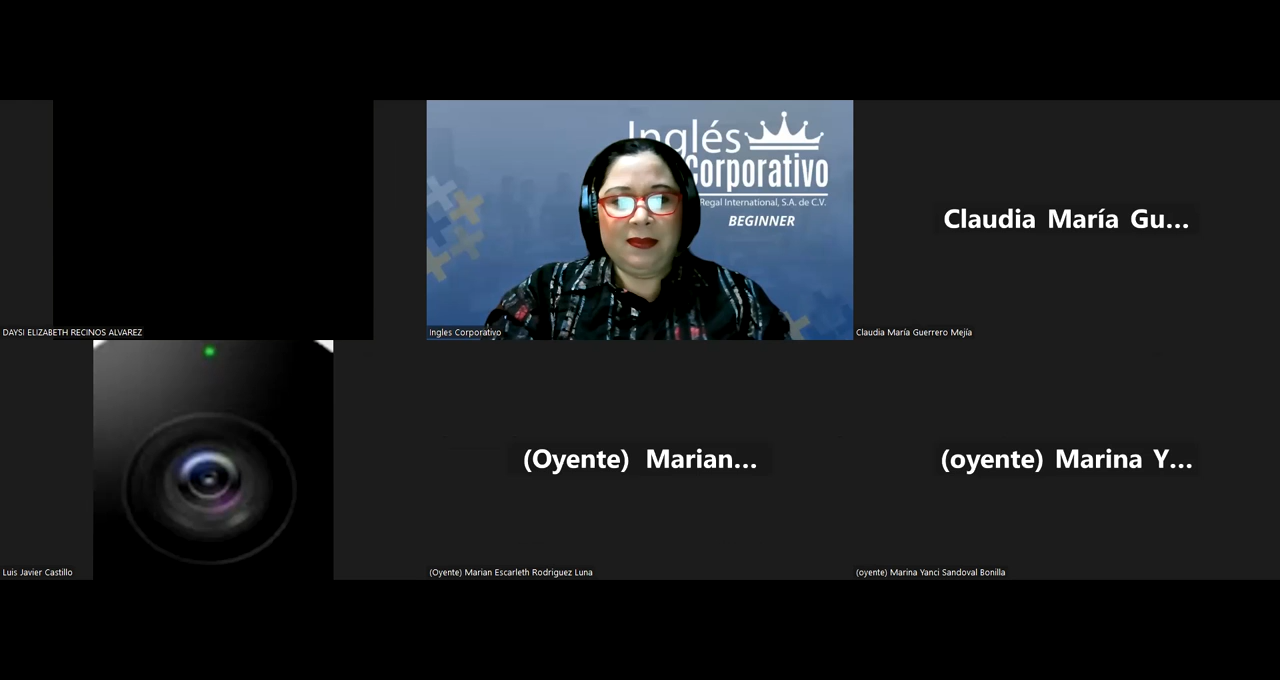 Inglés
Corporativo
Regal International, S.A. de C.V.
BEGINNER
Claudia María Gu...
DAYSI ELIZABETH RECINOS ALVAREZ
Ingles Corporativo
Claudia María Guerrero Mejía
(Oyente) Marian...
(oyente) Marina Y...
Luis Javier Castillo
(Oyente) Marian Escarleth Rodriguez Luna
(oyente) Marina Yanci Sandoval Bonilla